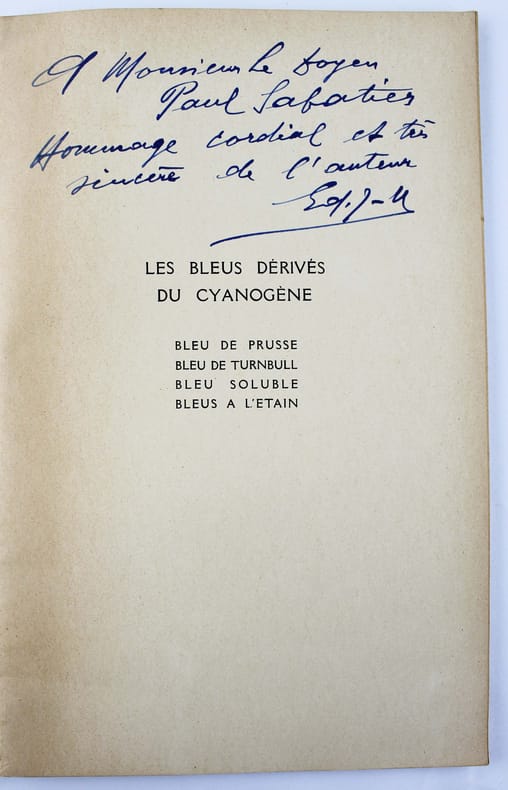 A Monsieur Le Doyen
Paul Sabatier
Hommage cordial et très
sincère de l'auteur
Ed. J-M
LES BLEUS DÉRIVÉS
DU CYANOGÈNE
BLEU DE PRUSSE
BLEU DE TURNBULL
BLEU SOLUBLE
BLEUS A L'ETAIN